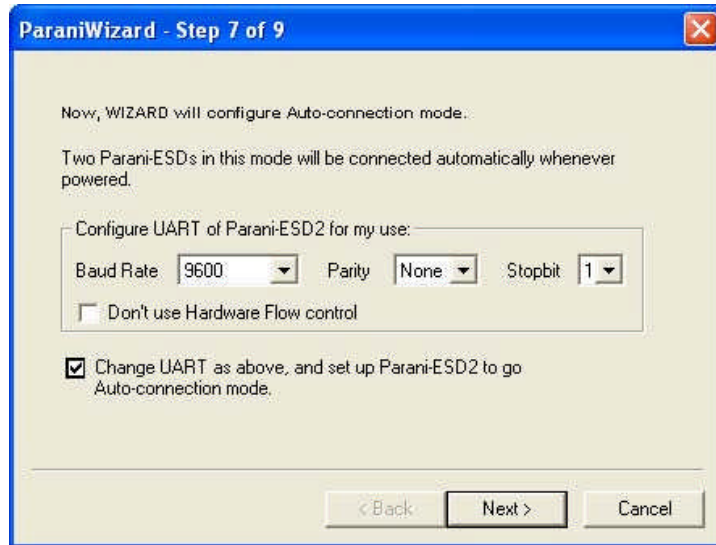 ParaniWizard - Step 7 of 9
Now, WIZARD will configure Auto-connection mode.
Two Parani-ESDs in this mode will be connected automatically whenever
powered.
Configure UART of Parani-ESD2 for my use:
Baud Rate 9600 Parity None Stopbit 1
Don't use Hardware Flow control
Change UART as above, and set up Parani-ESD2 to go
Auto-connection mode.
< Back Next > Cancel